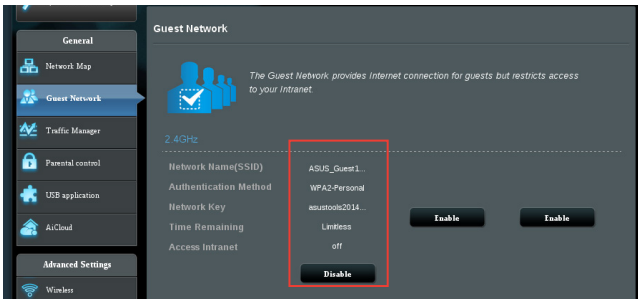 General
Network Map
Guest Network
Traffic Manager
Parental control
USB application
AiCloud
Advanced Settings
Wireless
Guest Network
The Guest Network provides Internet connection for guests but restricts access
to your Intranet.
2.4GHz
Network Name(SSID) ASUS_Guest1...
Authentication Method WPA2-Personal
Network Key asustools2014...
Time Remaining Limitless
Access Intranet off
Disable
Enable
Enable